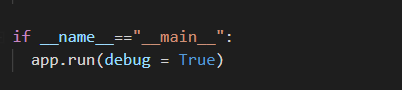 if __name__=="__main__":
  app.run(debug = True)